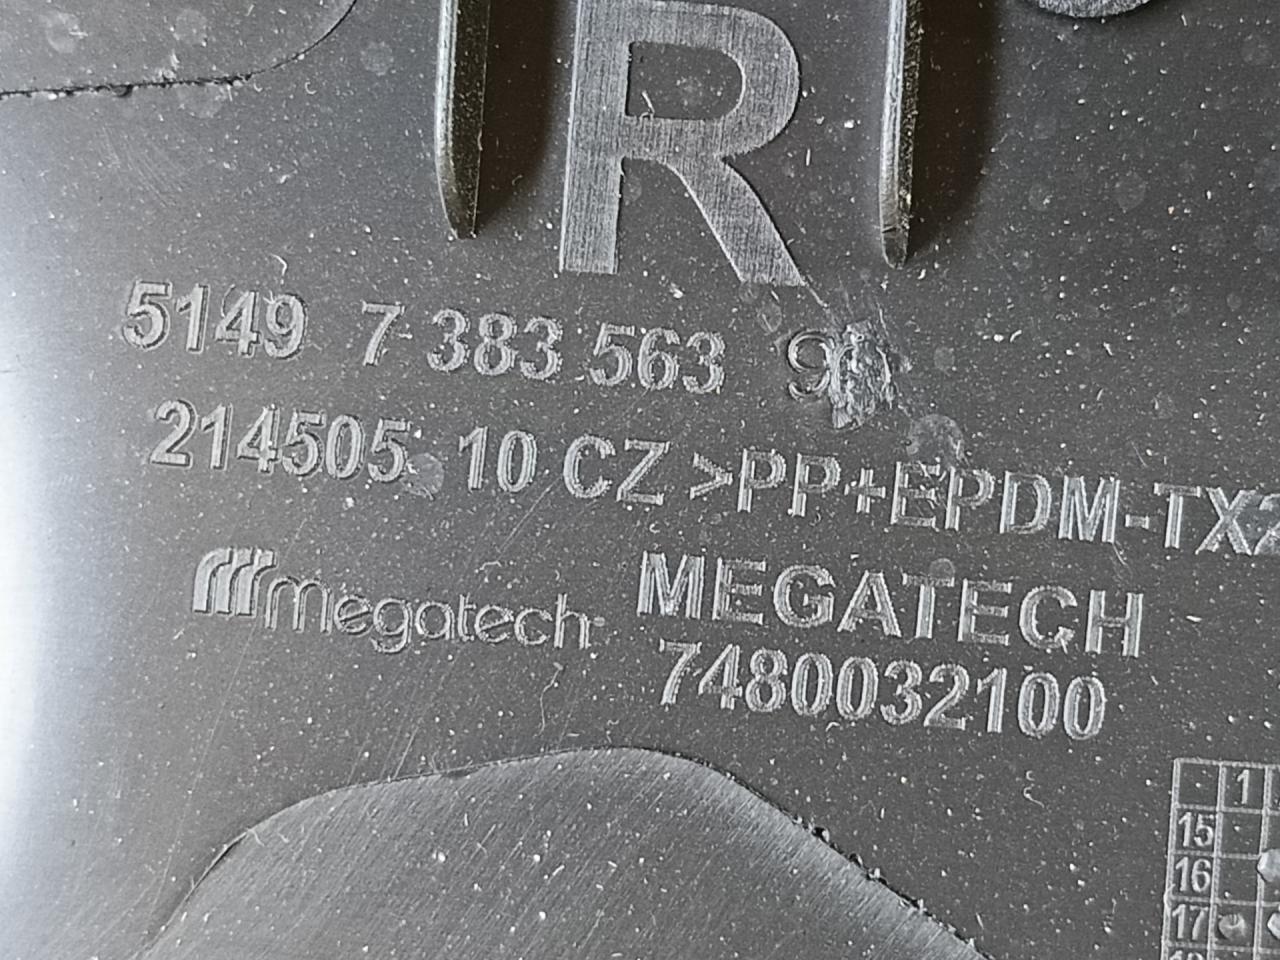 R
5149 7 383 563
214505 10 CZ >PP+EPDM-TX
megatech MEGATECH
7480032100
1
15
16
17